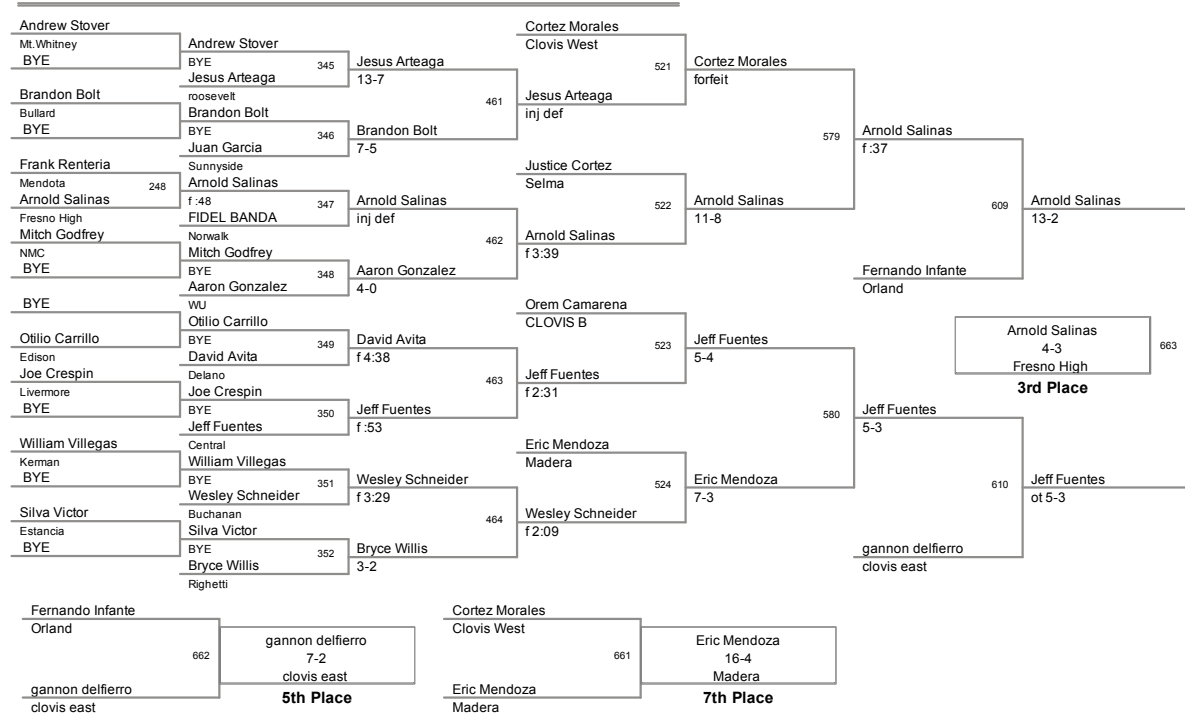 Andrew Stover
Mt.Whitney
BYE
Brandon Bolt
Bullard
BYE
Frank Renteria
Mendota
248
Arnold Salinas
Fresno High
Mitch Godfrey
NMC
BYE
BYE
Otilio Carrillo
Edison
Joe Crespin
Livermore
BYE
William Villegas
Kerman
BYE
Silva Victor
Estancia
BYE
Andrew Stover
BYE
345
Jesus Arteaga
roosevelt
Brandon Bolt
BYE
346
Juan Garcia
Sunnyside
Arnold Salinas
f :48
347
FIDEL BANDA
Norwalk
Mitch Godfrey
BYE
348
Aaron Gonzalez
WU
Otilio Carrillo
BYE
349
David Avita
Delano
Joe Crespin
BYE
350
Jeff Fuentes
Central
William Villegas
BYE
351
Wesley Schneider
Buchanan
Silva Victor
BYE
352
Bryce Willis
Righetti
Jesus Arteaga
13-7
461
Brandon Bolt
7-5
Arnold Salinas
inj def
462
Aaron Gonzalez
4-0
David Avita
f 4:38
463
Jeff Fuentes
f :53
Wesley Schneider
f 3:29
464
Bryce Willis
3-2
Cortez Morales
Clovis West
521
Jesus Arteaga
inj def
Justice Cortez
Selma
522
Arnold Salinas
f 3:39
Orem Camarena
CLOVIS B
523
Jeff Fuentes
f 2:31
Eric Mendoza
Madera
524
Wesley Schneider
f 2:09
Cortez Morales
forfeit
579
Arnold Salinas
11-8
Jeff Fuentes
5-4
580
Eric Mendoza
7-3
Arnold Salinas
f :37
609
Fernando Infante
Orland
Jeff Fuentes
5-3
610
gannon delfierro
clovis east
Arnold Salinas
13-2
Jeff Fuentes
ot 5-3
Arnold Salinas
4-3
Fresno High
663
3rd Place
Fernando Infante
Orland
662
gannon delfierro
clovis east
gannon delfierro
7-2
clovis east
5th Place
Cortez Morales
Clovis West
661
Eric Mendoza
Madera
Eric Mendoza
16-4
Madera
7th Place